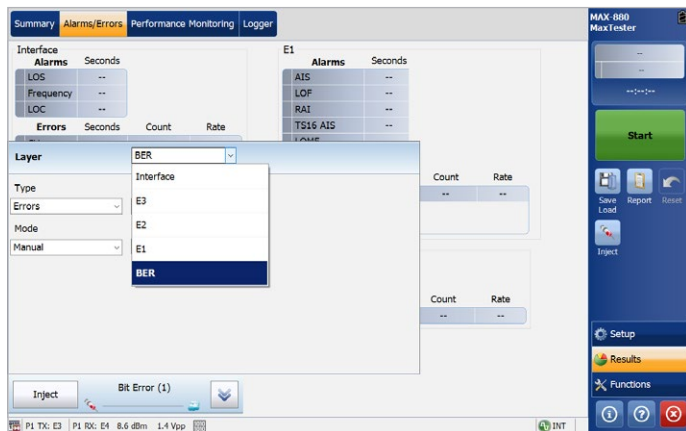 Summary Alarms/Errors Performance Monitoring Logger
MAX-880
MaxTester
Interface
Alarms Seconds
LOS --
Frequency --
LOC --
Errors Seconds Count Rate
E1
Alarms Seconds
AIS --
LOF --
RAI --
TS16 AIS --
Layer BER
Interface
E3
E2
E1
BER
Type
Errors
Mode
Manual
Count Rate
-- --
Count Rate
-- --
Inject Bit Error (1)
--
--
--:--:--
Start
Save
Load
Report
Reset
Inject
Setup
Results
Functions
P1 TX: E3 P1 RX: E4 8.6 dBm 1.4 Vpp
INT